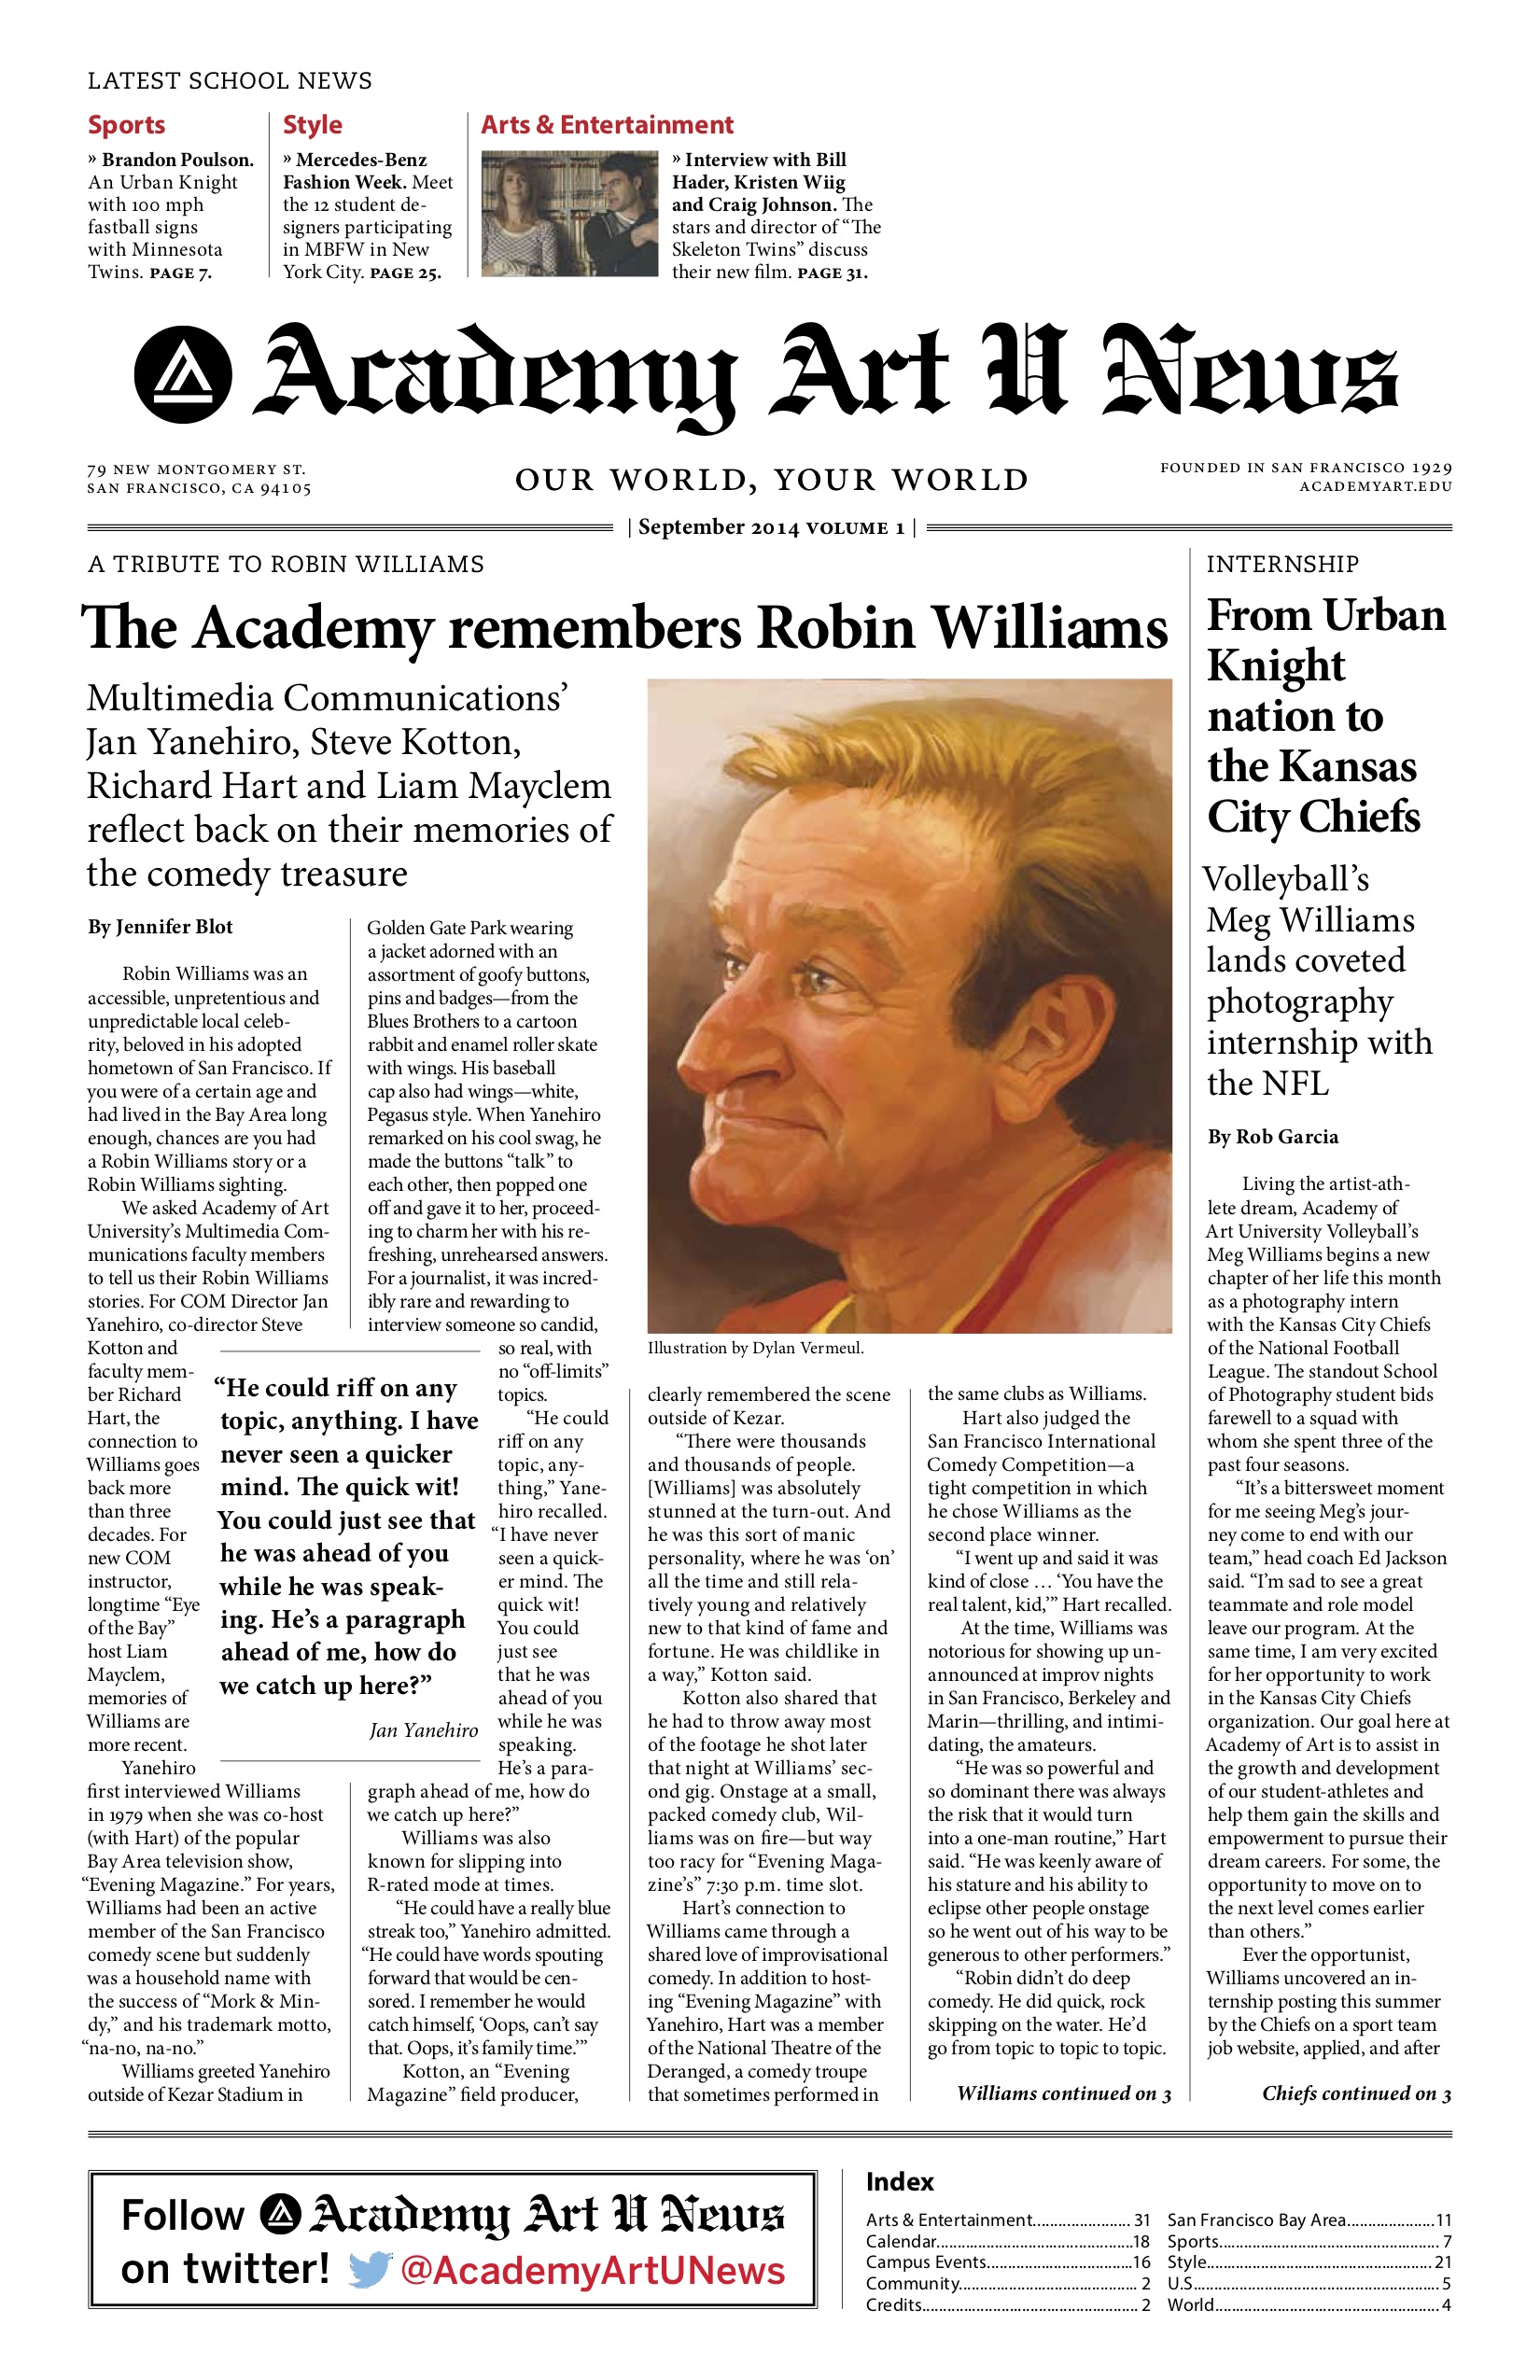 LATEST SCHOOL NEWS
Sports
» Brandon Poulson.
An Urban Knight
with 100 mph
fastball signs
with Minnesota
Twins. PAGE 7.
Style
» Mercedes-Benz
Fashion Week. Meet
the 12 student de-
signers participating
in MBFW in New
York City. PAGE 25.
Arts & Entertainment
» Interview with Bill
Hader, Kristen Wiig
and Craig Johnson. The
stars and director of “The
Skeleton Twins” discuss
their new film. PAGE 31.
Academy Art U News
79 NEW MONTGOMERY ST.
SAN FRANCISCO, CA 94105
OUR WORLD, YOUR WORLD
FOUNDED IN SAN FRANCISCO 1929
ACADEMYART.EDU
| September 2014 VOLUME 1 |
A TRIBUTE TO ROBIN WILLIAMS
The Academy remembers Robin Williams
Multimedia Communications’
Jan Yanehiro, Steve Kotton,
Richard Hart and Liam Mayclem
reflect back on their memories of
the comedy treasure
By Jennifer Blot
Robin Williams was an
accessible, unpretentious and
unpredictable local celeb-
rity, beloved in his adopted
hometown of San Francisco. If
you were of a certain age and
had lived in the Bay Area long
enough, chances are you had
a Robin Williams story or a
Robin Williams sighting.
We asked Academy of Art
University’s Multimedia Com-
munications faculty members
to tell us their Robin Williams
stories. For COM Director Jan
Yanehiro, co-director Steve
Kotton and
faculty mem-
ber Richard
Hart, the
connection to
Williams goes
back more
than three
decades. For
new COM
instructor,
longtime “Eye
of the Bay”
host Liam
Mayclem,
memories of
Williams are
more recent.
Yanehiro
first interviewed Williams
in 1979 when she was co-host
(with Hart) of the popular
Bay Area television show,
“Evening Magazine.” For years,
Williams had been an active
member of the San Francisco
comedy scene but suddenly
was a household name with
the success of “Mork & Min-
dy,” and his trademark motto,
“na-no, na-no.”
Williams greeted Yanehiro
outside of Kezar Stadium in
“He could riff on any
topic, anything. I have
never seen a quicker
mind. The quick wit!
You could just see that
he was ahead of you
while he was speak-
ing. He’s a paragraph
ahead of me, how do
we catch up here?”
Jan Yanehiro
Golden Gate Park wearing
a jacket adorned with an
assortment of goofy buttons,
pins and badges—from the
Blues Brothers to a cartoon
rabbit and enamel roller skate
with wings. His baseball
cap also had wings—white,
Pegasus style. When Yanehiro
remarked on his cool swag, he
made the buttons “talk” to
each other, then popped one
off and gave it to her, proceed-
ing to charm her with his re-
freshing, unrehearsed answers.
For a journalist, it was incred-
ibly rare and rewarding to
interview someone so candid,
so real, with
no “off-limits”
topics.
“He could
riff on any
topic, any-
thing,” Yane-
hiro recalled.
“I have never
seen a quick-
er mind. The
quick wit!
You could
just see
that he was
ahead of you
while he was
speaking.
He’s a para-
graph ahead of me, how do
we catch up here?”
Williams was also
known for slipping into
R-rated mode at times.
“He could have a really blue
streak too,” Yanehiro admitted.
“He could have words spouting
forward that would be cen-
sored. I remember he would
catch himself, ‘Oops, can’t say
that. Oops, it’s family time.’”
Kotton, an “Evening
Magazine” field producer,
Illustration by Dylan Vermeul.
clearly remembered the scene
outside of Kezar.
“There were thousands
and thousands of people.
[Williams] was absolutely
stunned at the turn-out. And
he was this sort of manic
personality, where he was ‘on’
all the time and still rela-
tively young and relatively
new to that kind of fame and
fortune. He was childlike in
a way,” Kotton said.
Kotton also shared that
he had to throw away most
of the footage he shot later
that night at Williams’ sec-
ond gig. Onstage at a small,
packed comedy club, Wil-
liams was on fire—but way
too racy for “Evening Maga-
zine’s” 7:30 p.m. time slot.
Hart’s connection to
Williams came through a
shared love of improvisational
comedy. In addition to host-
ing “Evening Magazine” with
Yanehiro, Hart was a member
of the National Theatre of the
Deranged, a comedy troupe
that sometimes performed in
the same clubs as Williams.
Hart also judged the
San Francisco International
Comedy Competition—a
tight competition in which
he chose Williams as the
second place winner.
“I went up and said it was
kind of close … ‘You have the
real talent, kid,’” Hart recalled.
At the time, Williams was
notorious for showing up un-
announced at improv nights
in San Francisco, Berkeley and
Marin—thrilling, and intimi-
dating, the amateurs.
“He was so powerful and
so dominant there was always
the risk that it would turn
into a one-man routine,” Hart
said. “He was keenly aware of
his stature and his ability to
eclipse other people onstage
so he went out of his way to be
generous to other performers.”
“Robin didn’t do deep
comedy. He did quick, rock
skipping on the water. He’d
go from topic to topic to topic.
Williams continued on 3
INTERNSHIP
From Urban
Knight
nation to
the Kansas
City Chiefs
Volleyball’s
Meg Williams
lands coveted
photography
internship with
the NFL
By Rob Garcia
Living the artist-ath-
lete dream, Academy of
Art University Volleyball’s
Meg Williams begins a new
chapter of her life this month
as a photography intern
with the Kansas City Chiefs
of the National Football
League. The standout School
of Photography student bids
farewell to a squad with
whom she spent three of the
past four seasons.
“It’s a bittersweet moment
for me seeing Meg’s jour-
ney come to end with our
team,” head coach Ed Jackson
said. “I’m sad to see a great
teammate and role model
leave our program. At the
same time, I am very excited
for her opportunity to work
in the Kansas City Chiefs
organization. Our goal here at
Academy of Art is to assist in
the growth and development
of our student-athletes and
help them gain the skills and
empowerment to pursue their
dream careers. For some, the
opportunity to move on to
the next level comes earlier
than others.”
Ever the opportunist,
Williams uncovered an in-
ternship posting this summer
by the Chiefs on a sport team
job website, applied, and after
Chiefs continued on 3
Follow Academy Art U News
on twitter! @AcademyArtUNews
Index
Arts & Entertainment....................... 31
Calendar............................................18
Campus Events.................................16
Community.......................................... 2
Credits.................................................. 2
San Francisco Bay Area.....................11
Sports................................................... 7
Style.................................................... 21
U.S........................................................ 5
World.................................................... 4